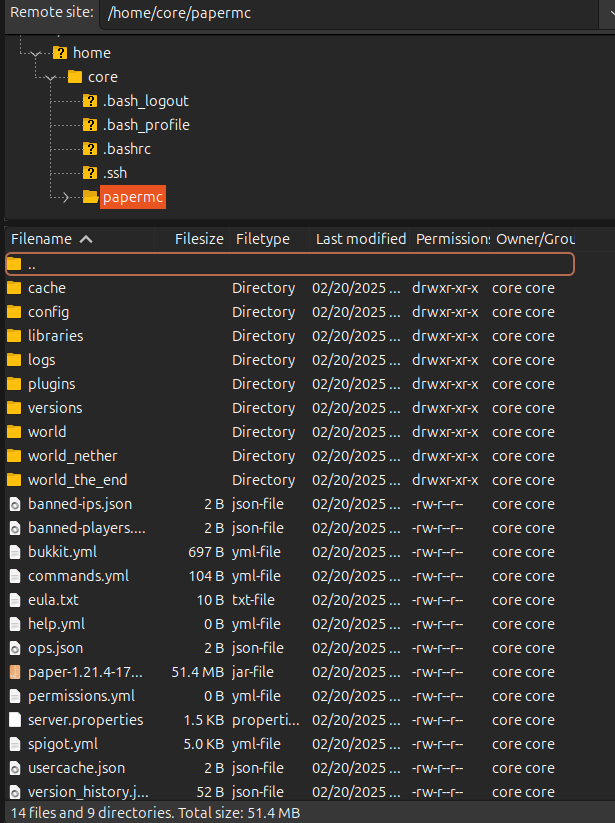 Remote site: /home/core/papermc
home
core
.bash_logout
.bash_profile
.bashrc
.ssh
papermc
Filename Filesize Filetype Last modified Permissions Owner/Grou
..
cache Directory 02/20/2025 ... drwxr-xr-x core core
config Directory 02/20/2025 ... drwxr-xr-x core core
libraries Directory 02/20/2025 ... drwxr-xr-x core core
logs Directory 02/20/2025 ... drwxr-xr-x core core
plugins Directory 02/20/2025 ... drwxr-xr-x core core
versions Directory 02/20/2025 ... drwxr-xr-x core core
world Directory 02/20/2025 ... drwxr-xr-x core core
world_nether Directory 02/20/2025 ... drwxr-xr-x core core
world_the_end Directory 02/20/2025 ... drwxr-xr-x core core
banned-ips.json 2 B json-file 02/20/2025 ... -rw-r--r-- core core
banned-players.... 2 B json-file 02/20/2025 ... -rw-r--r-- core core
bukkit.yml 697 B yml-file 02/20/2025 ... -rw-r--r-- core core
commands.yml 104 B yml-file 02/20/2025 ... -rw-r--r-- core core
eula.txt 10 B txt-file 02/20/2025 ... -rw-r--r-- core core
help.yml 0 B yml-file 02/20/2025 ... -rw-r--r-- core core
ops.json 2 B json-file 02/20/2025 ... -rw-r--r-- core core
paper-1.21.4-17... 51.4 MB jar-file 02/20/2025 ... -rw-r--r-- core core
permissions.yml 0 B yml-file 02/20/2025 ... -rw-r--r-- core core
server.properties 1.5 KB properti... 02/20/2025 ... -rw-r--r-- core core
spigot.yml 5.0 KB yml-file 02/20/2025 ... -rw-r--r-- core core
usercache.json 2 B json-file 02/20/2025 ... -rw-r--r-- core core
version_history.j... 52 B json-file 02/20/2025 ... -rw-r--r-- core core
14 files and 9 directories. Total size: 51.4 MB